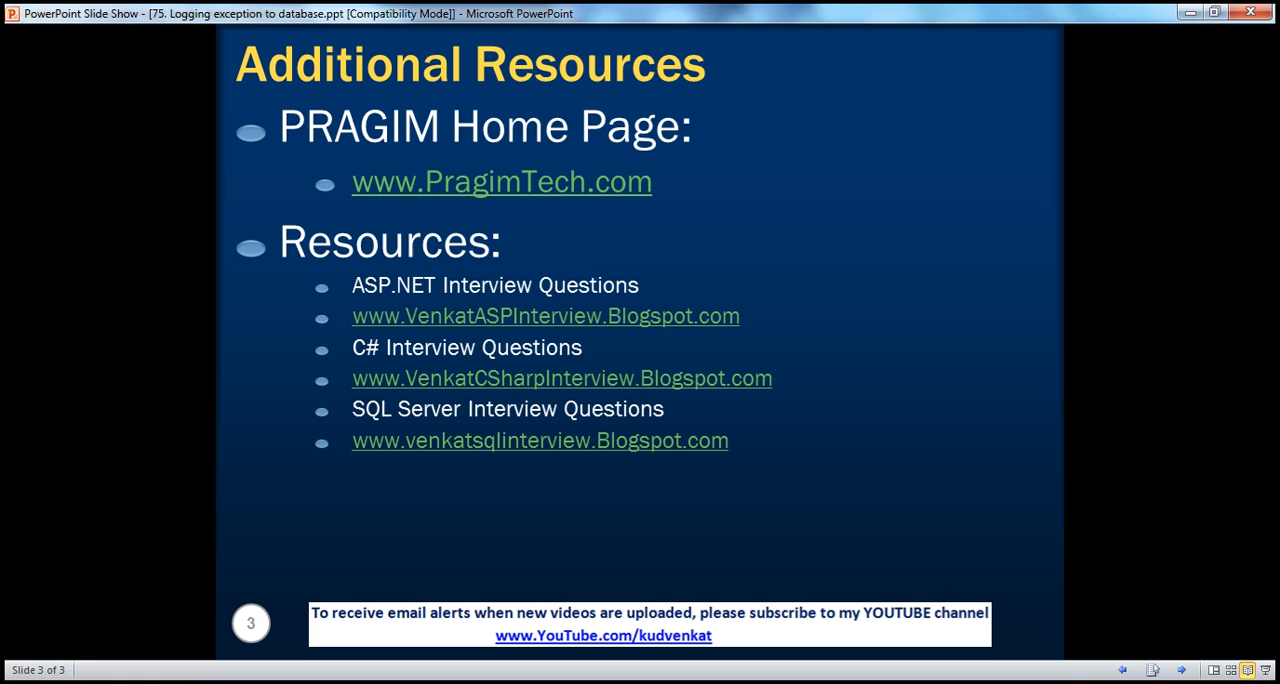 PowerPoint Slide Show - [75. Logging exception to database.ppt [Compatibility Mode]] - Microsoft PowerPoint
Additional Resources
PRAGIM Home Page:
www.PragimTech.com
Resources:
ASP.NET Interview Questions
www.VenkatASPInterview.Blogspot.com
C# Interview Questions
www.VenkatCSharpInterview.Blogspot.com
SQL Server Interview Questions
www.venkatsqlinterview.Blogspot.com
3
To receive email alerts when new videos are uploaded, please subscribe to my YOUTUBE channel
www.YouTube.com/kudvenkat
Slide 3 of 3